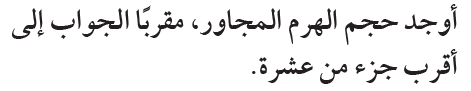 أوجد حجم الهرم المجاور، مقربًا الجواب إلى
أقرب جزء من عشرة.